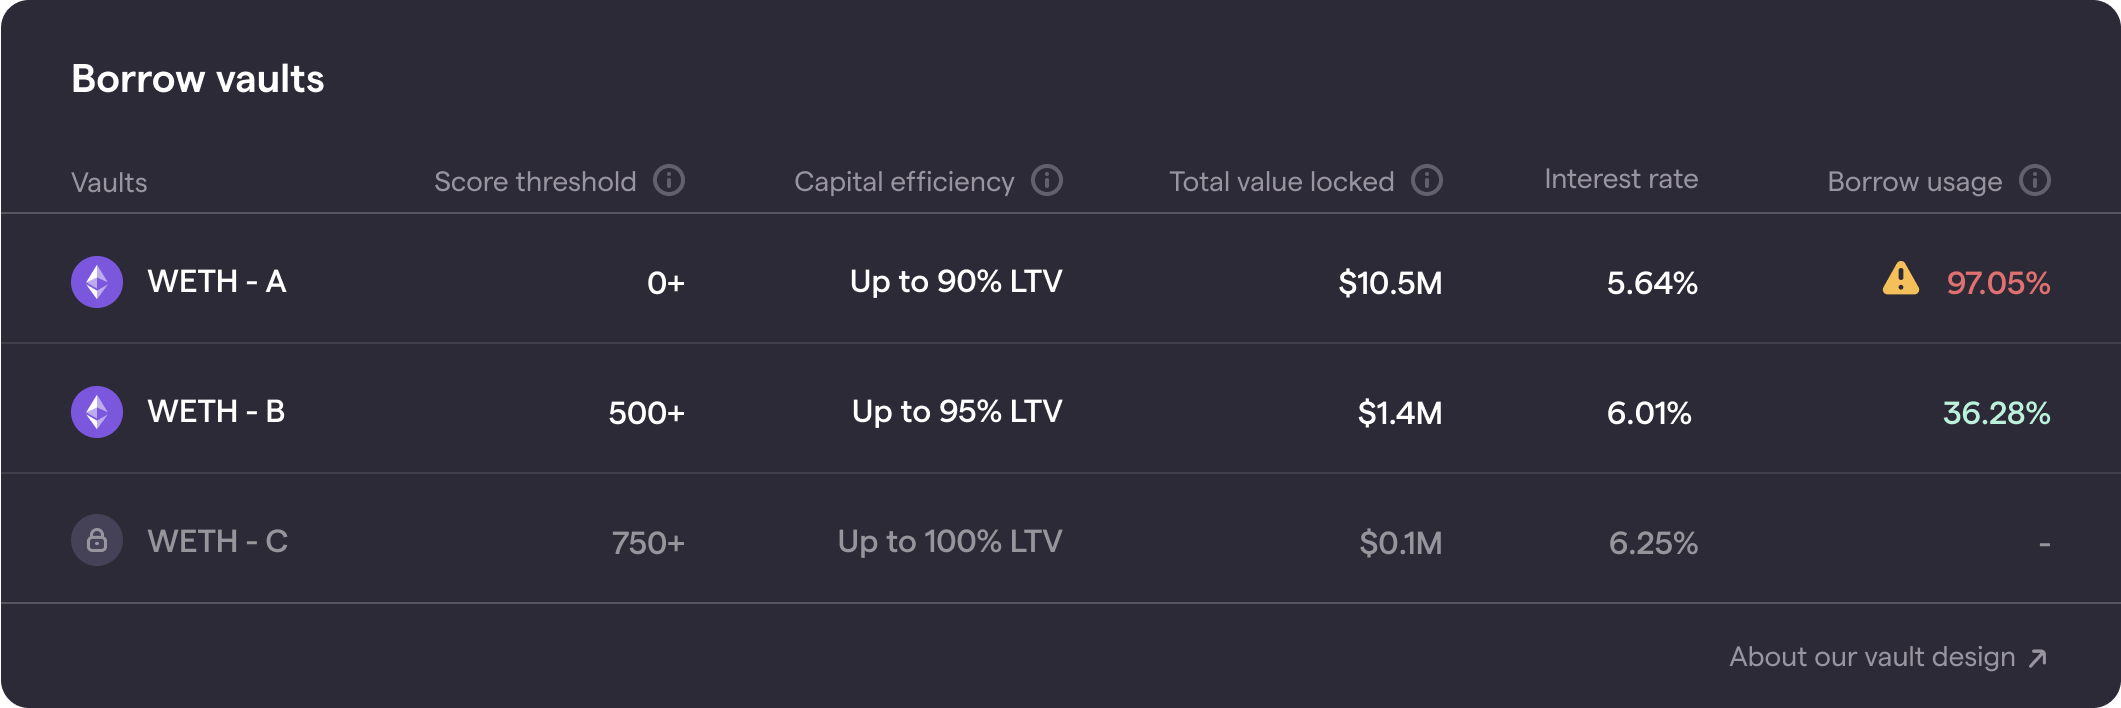 Borrow vaults
Vaults Score threshold Capital efficiency Total value locked Interest rate Borrow usage
WETH - A 0+ Up to 90% LTV $10.5M 5.64% 97.05%
WETH - B 500+ Up to 95% LTV $1.4M 6.01% 36.28%
WETH - C 750+ Up to 100% LTV $0.1M 6.25% -
About our vault design ↗